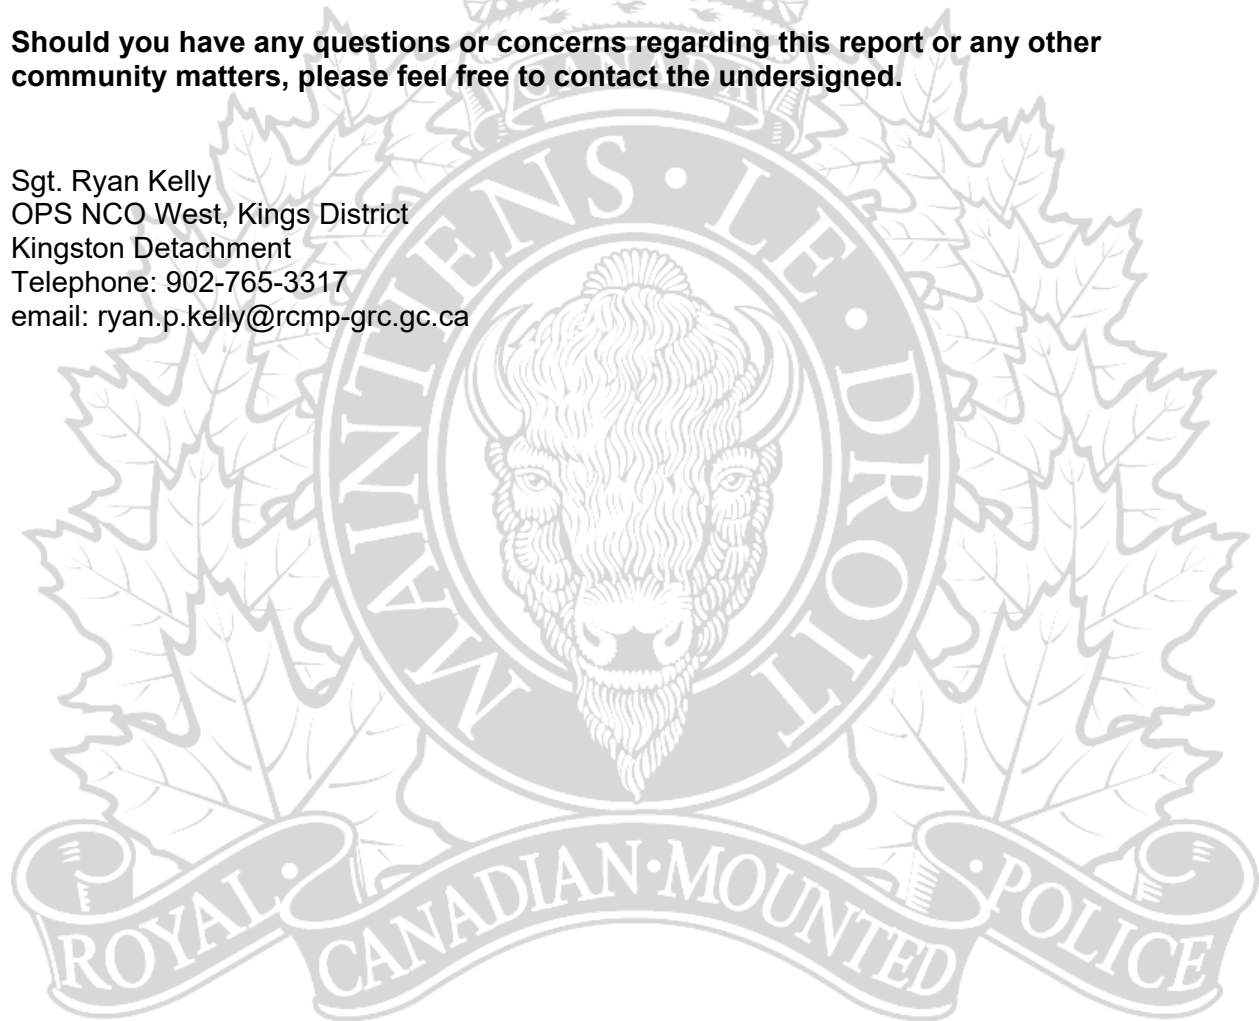 Should you have any questions or concerns regarding this report or any other
community matters, please feel free to contact the undersigned.
Sgt. Ryan Kelly
OPS NCO West, Kings District
Kingston Detachment
Telephone: 902-765-3317
email: ryan.p.kelly@rcmp-grc.gc.ca
CANADA
MAINTIENS · LE · DROIT
ROYAL · CANADIAN · MOUNTED · POLICE